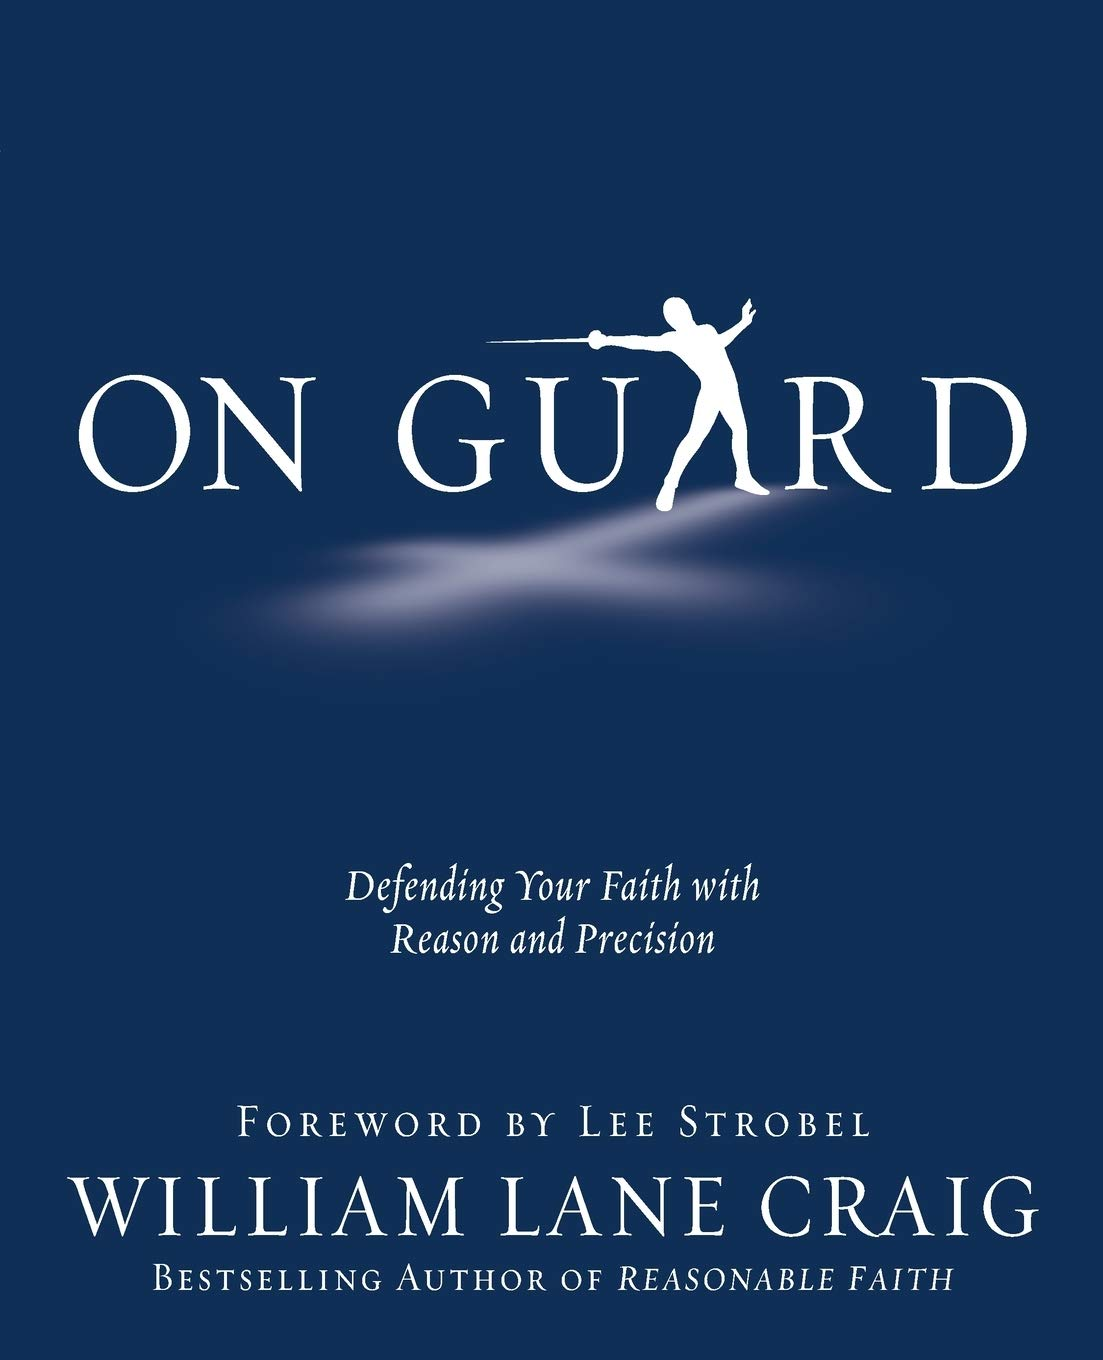 ON GUARD
Defending Your Faith with
Reason and Precision
FOREWORD BY LEE STROBEL
WILLIAM LANE CRAIG
BESTSELLING AUTHOR OF REASONABLE FAITH